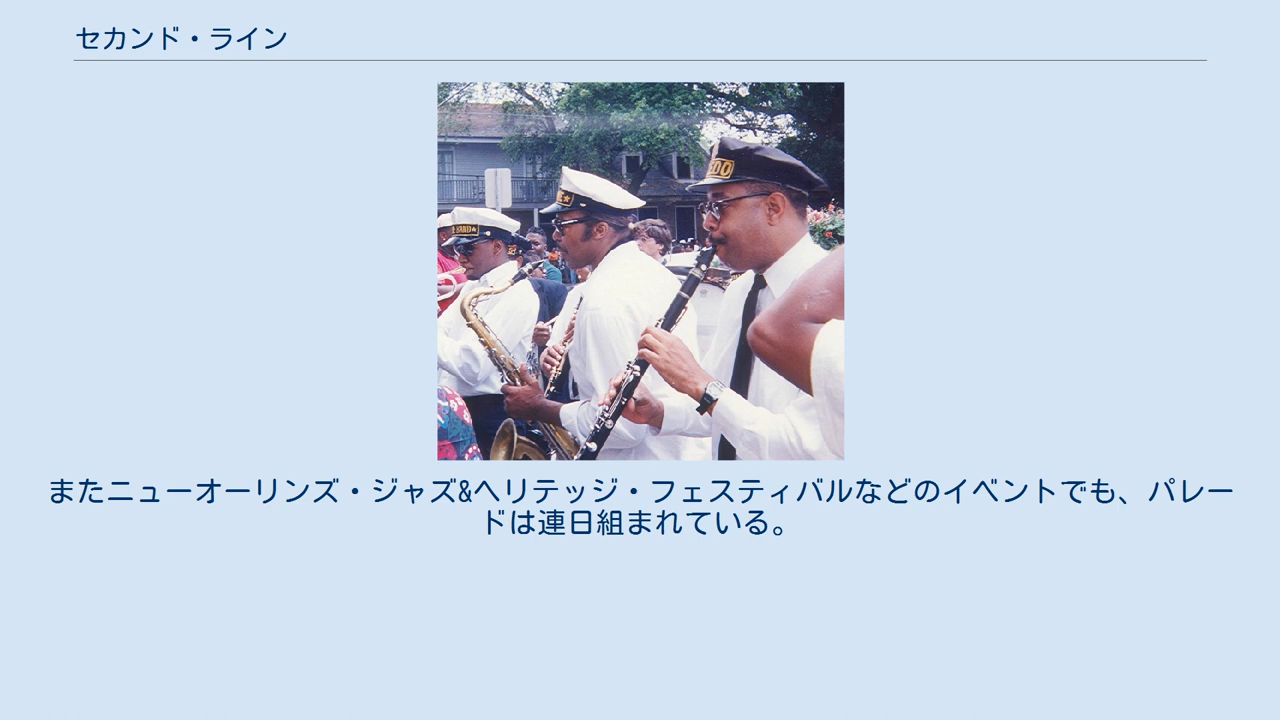 セカンド・ライン
またニューオーリンズ・ジャズ&ヘリテッジ・フェスティバルなどのイベントでも、パレー
ドは連日組まれている。